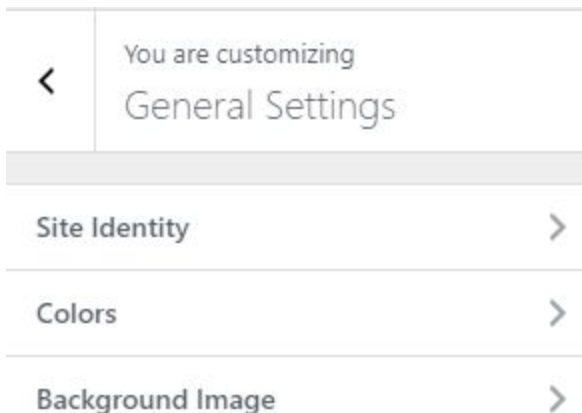 You are customizing
General Settings
Site Identity
Colors
Background Image